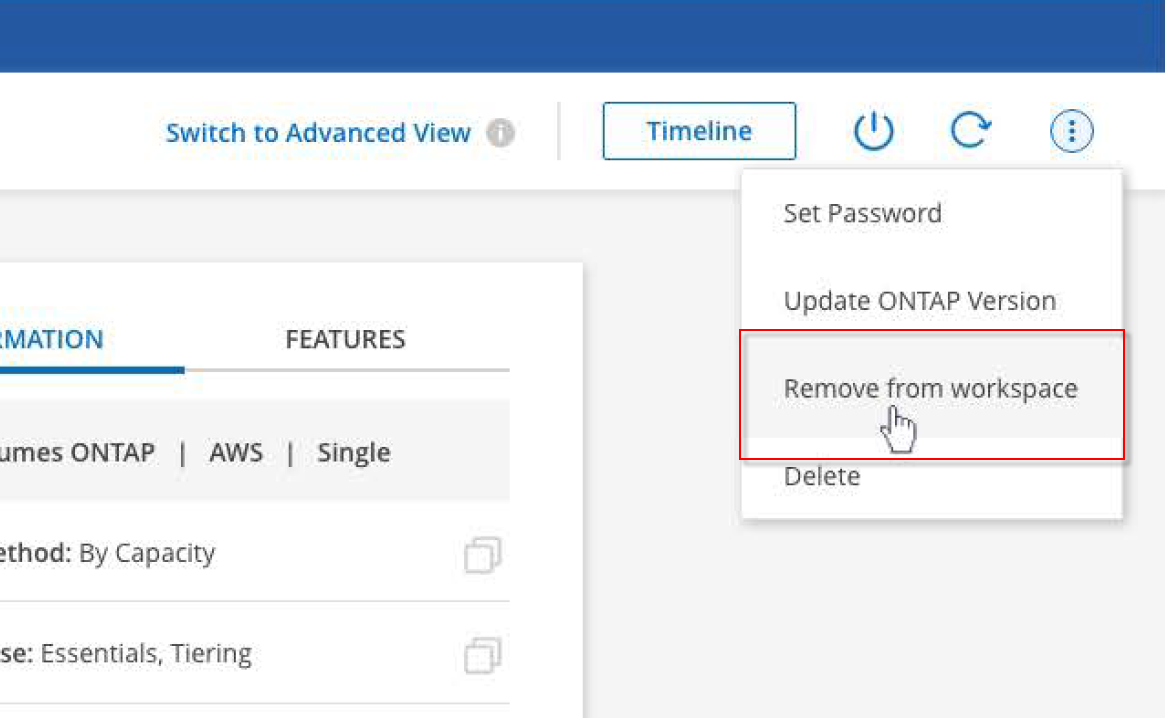 Switch to Advanced View
Timeline
Set Password
Update ONTAP Version
Remove from workspace
Delete
RMATION
FEATURES
umes ONTAP | AWS | Single
ethod: By Capacity
se: Essentials, Tiering